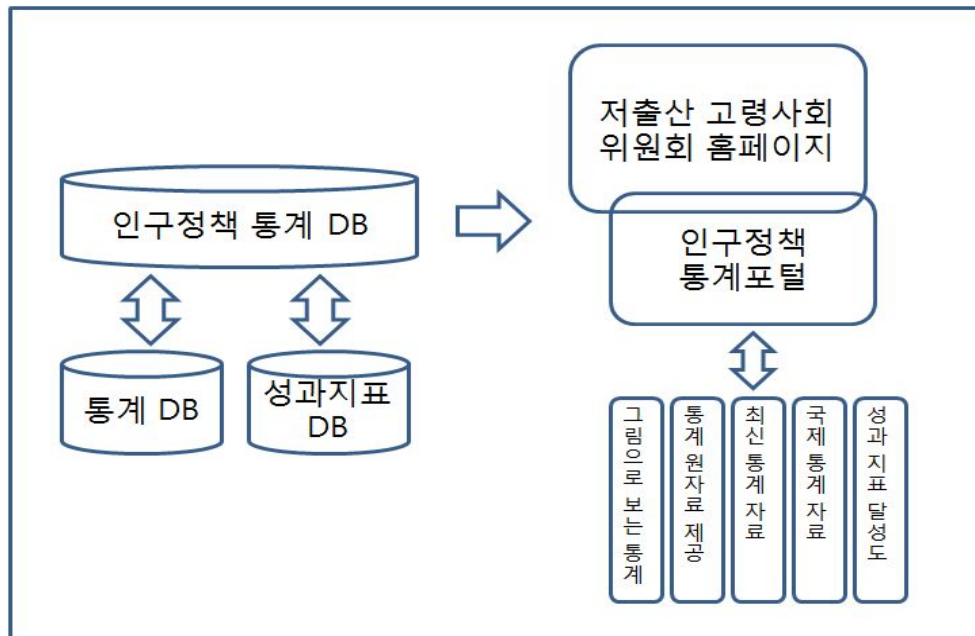 저출산 고령사회
위원회 홈페이지
인구정책 통계 DB
인구정책
통계포털
통계 DB
성과지표
DB
그림으로 보는 통계
통계 원자료 제공
최신 통계 자료
국제 통계 자료
성과 지표 달성도